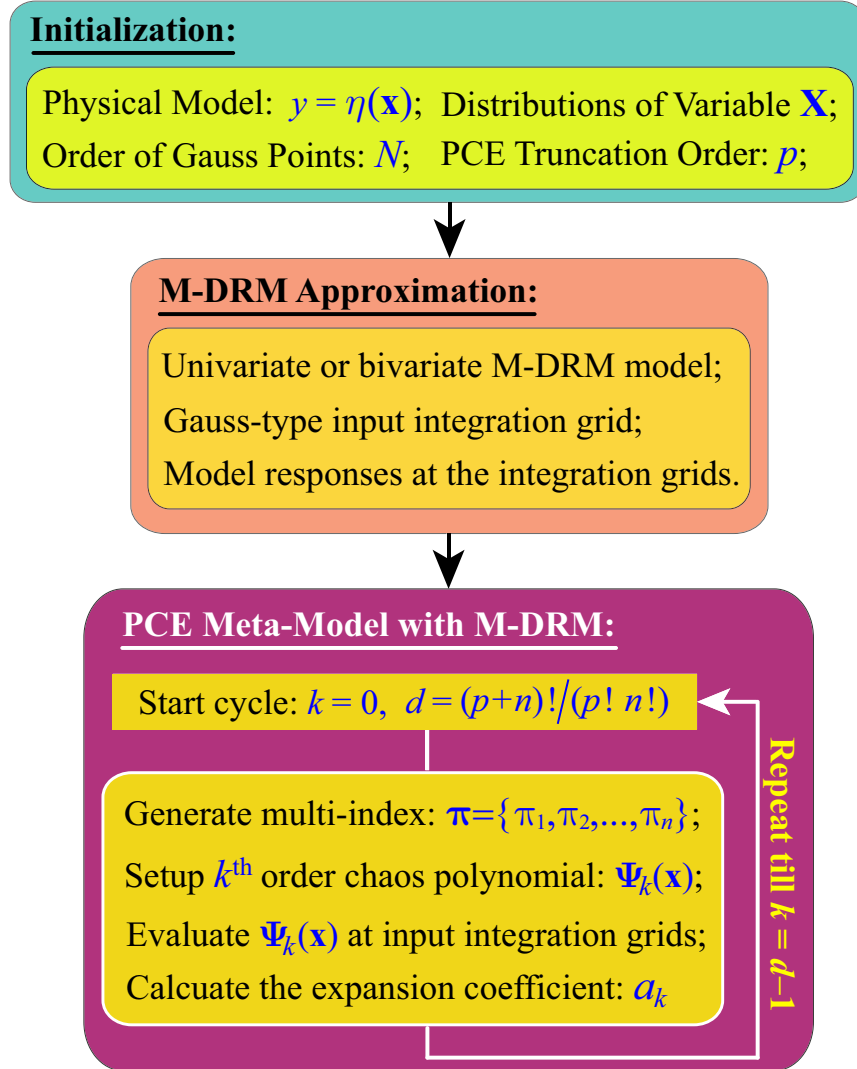 Initialization:
Physical Model: y = η(x); Distributions of Variable X;
Order of Gauss Points: N; PCE Truncation Order: p;
M-DRM Approximation:
Univariate or bivariate M-DRM model;
Gauss-type input integration grid;
Model responses at the integration grids.
PCE Meta-Model with M-DRM:
Start cycle: k = 0, d = (p+n)!/(p! n!)
Generate multi-index: π={π₁,π₂,...,πₙ};
Setup kᵗʰ order chaos polynomial: Ψₖ(x);
Evaluate Ψₖ(x) at input integration grids;
Calcuate the expansion coefficient: aₖ
Repeat till k = d–1